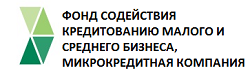 ФОНД СОДЕЙСТВИЯ
КРЕДИТОВАНИЮ МАЛОГО И
СРЕДНЕГО БИЗНЕСА,
МИКРОКРЕДИТНАЯ КОМПАНИЯ